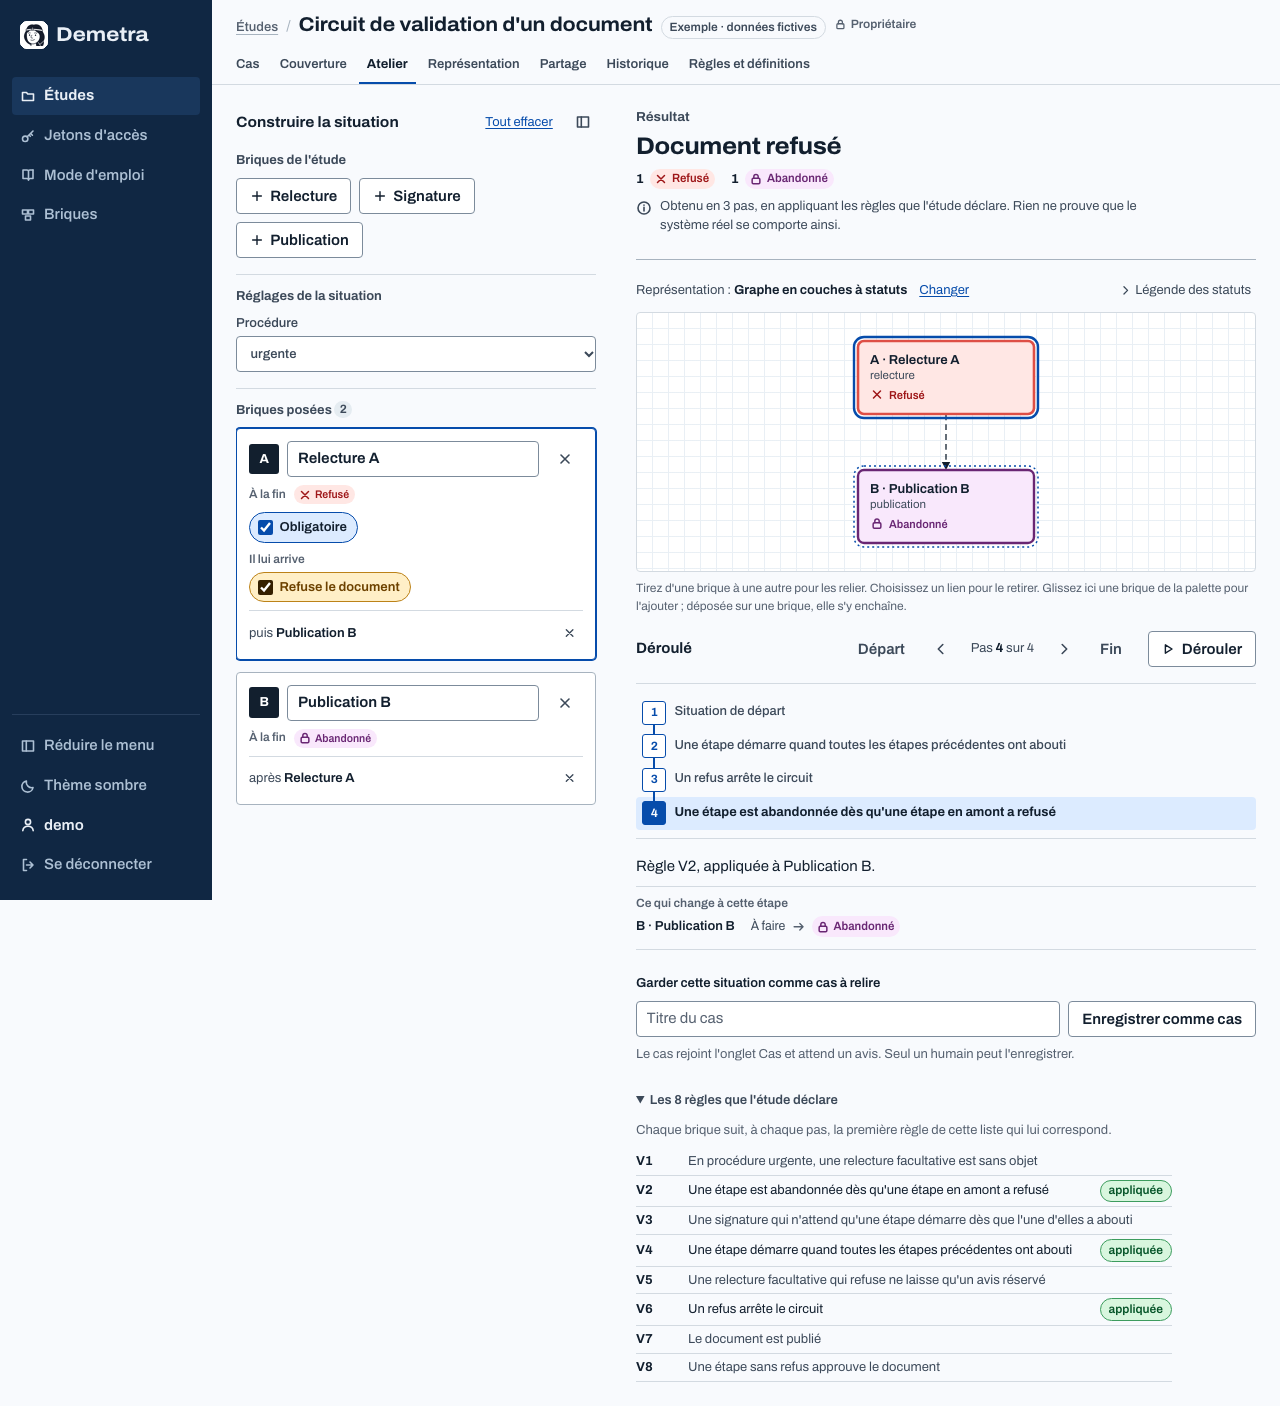 Demetra
Études
Jetons d'accès
Mode d'emploi
Briques
Réduire le menu
Thème sombre
demo
Se déconnecter
Études / Circuit de validation d'un document Exemple · données fictives Propriétaire
Cas Couverture Atelier Représentation Partage Historique Règles et définitions
Construire la situation Tout effacer
Briques de l'étude
+ Relecture + Signature
+ Publication
Réglages de la situation
Procédure
urgente
Briques posées 2
A Relecture A
À la fin Refusé
Obligatoire
Il lui arrive
Refuse le document
puis Publication B
B Publication B
À la fin Abandonné
après Relecture A
Résultat
Document refusé
1 Refusé 1 Abandonné
Obtenu en 3 pas, en appliquant les règles que l'étude déclare. Rien ne prouve que le
système réel se comporte ainsi.
Représentation : Graphe en couches à statuts Changer Légende des statuts
A · Relecture A
relecture
Refusé
B · Publication B
publication
Abandonné
Tirez d'une brique à une autre pour les relier. Choisissez un lien pour le retirer. Glissez ici une brique de la palette pour
l'ajouter ; déposée sur une brique, elle s'y enchaîne.
Déroulé Départ Pas 4 sur 4 Fin Dérouler
1 Situation de départ
2 Une étape démarre quand toutes les étapes précédentes ont abouti
3 Un refus arrête le circuit
4 Une étape est abandonnée dès qu'une étape en amont a refusé
Règle V2, appliquée à Publication B.
Ce qui change à cette étape
B · Publication B À faire → Abandonné
Garder cette situation comme cas à relire
Titre du cas Enregistrer comme cas
Le cas rejoint l'onglet Cas et attend un avis. Seul un humain peut l'enregistrer.
Les 8 règles que l'étude déclare
Chaque brique suit, à chaque pas, la première règle de cette liste qui lui correspond.
V1 En procédure urgente, une relecture facultative est sans objet
V2 Une étape est abandonnée dès qu'une étape en amont a refusé appliquée
V3 Une signature qui n'attend qu'une étape démarre dès que l'une d'elles a abouti
V4 Une étape démarre quand toutes les étapes précédentes ont abouti appliquée
V5 Une relecture facultative qui refuse ne laisse qu'un avis réservé
V6 Un refus arrête le circuit appliquée
V7 Le document est publié
V8 Une étape sans refus approuve le document